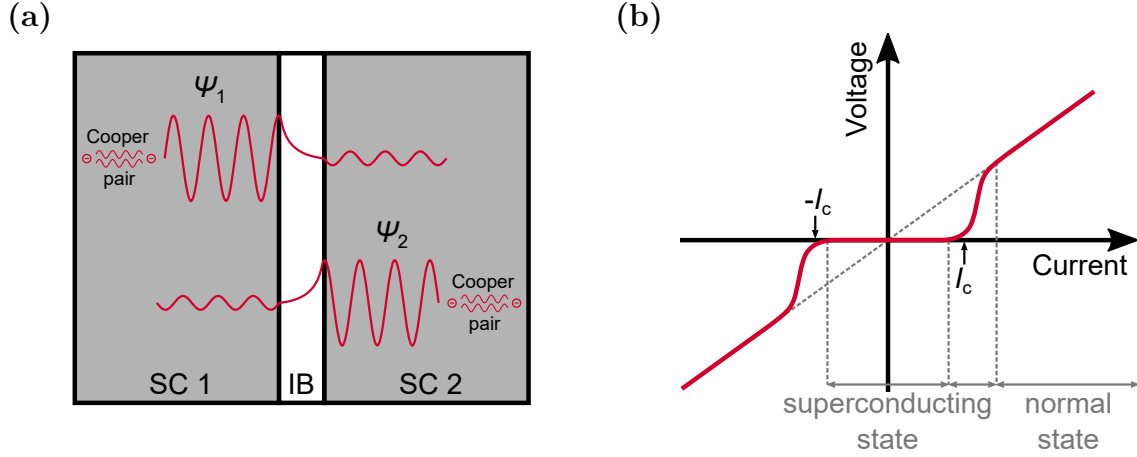 (a)
Ψ1
Cooper
pair
Ψ2
Cooper
pair
SC 1
IB
SC 2
(b)
Voltage
-Ic
Ic
Current
superconducting
state
normal
state